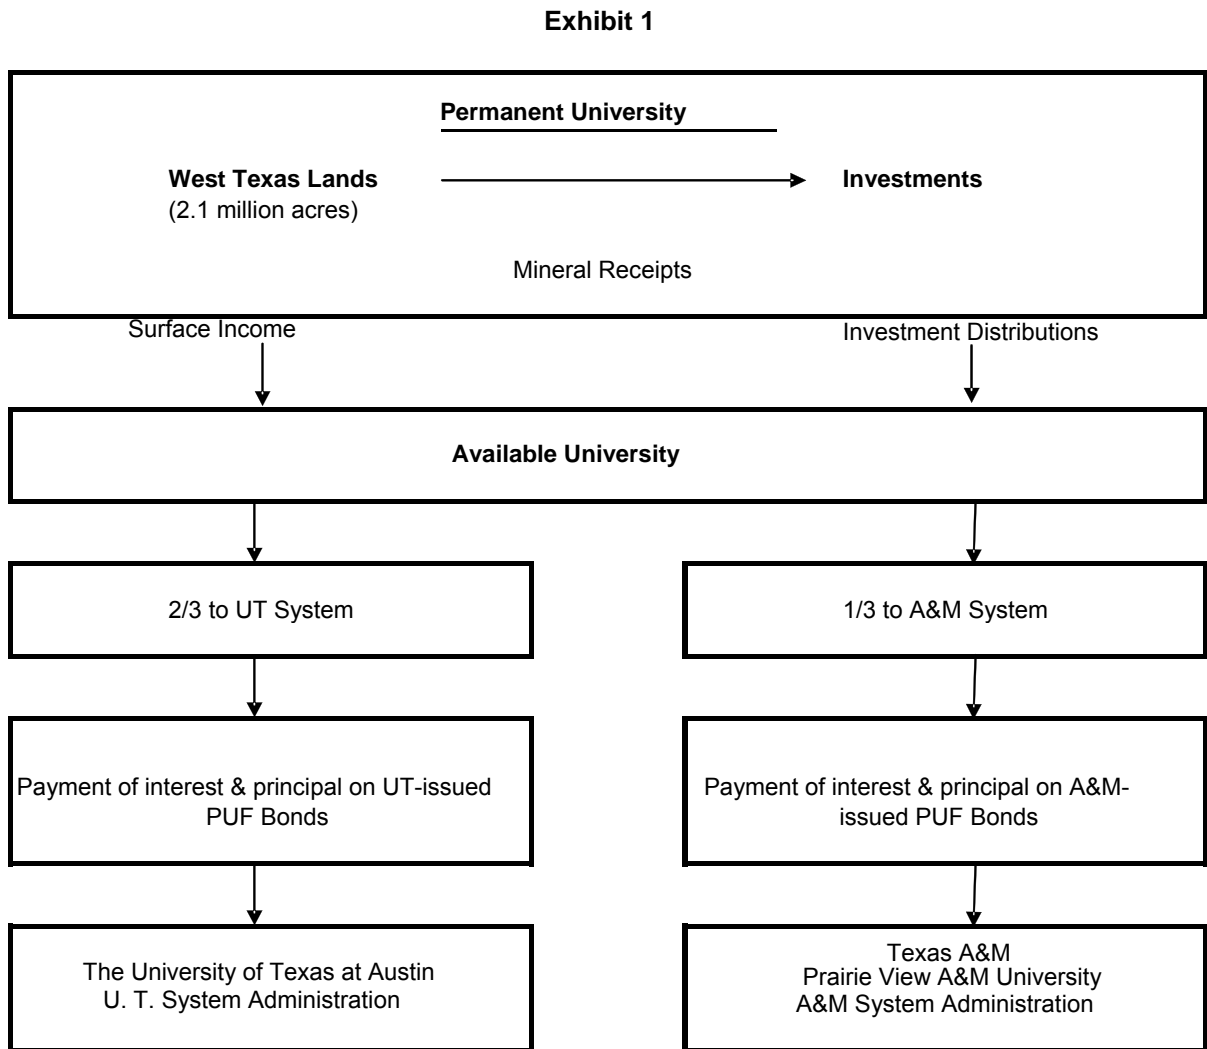 Exhibit 1
Permanent University
West Texas Lands
(2.1 million acres)
Investments
Mineral Receipts
Surface Income
Investment Distributions
Available University
2/3 to UT System
1/3 to A&M System
Payment of interest & principal on UT-issued
PUF Bonds
Payment of interest & principal on A&M-
issued PUF Bonds
The University of Texas at Austin
U. T. System Administration
Texas A&M
Prairie View A&M University
A&M System Administration